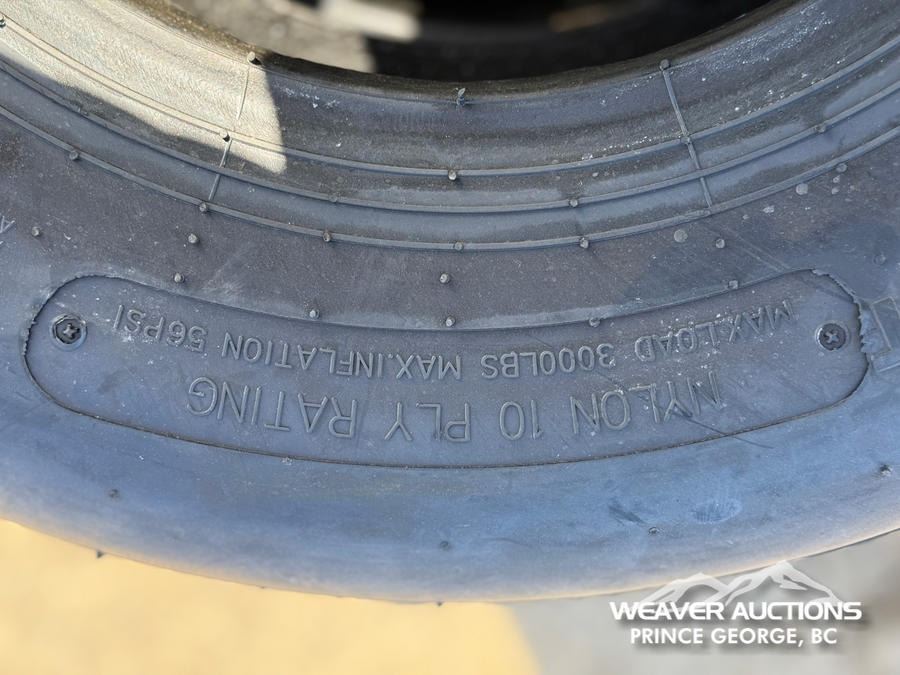 NYLON 10 PLY RATING
MAX.LOAD 3000LBS MAX.INFLATION 56PSI
WEAVER AUCTIONS
PRINCE GEORGE, BC